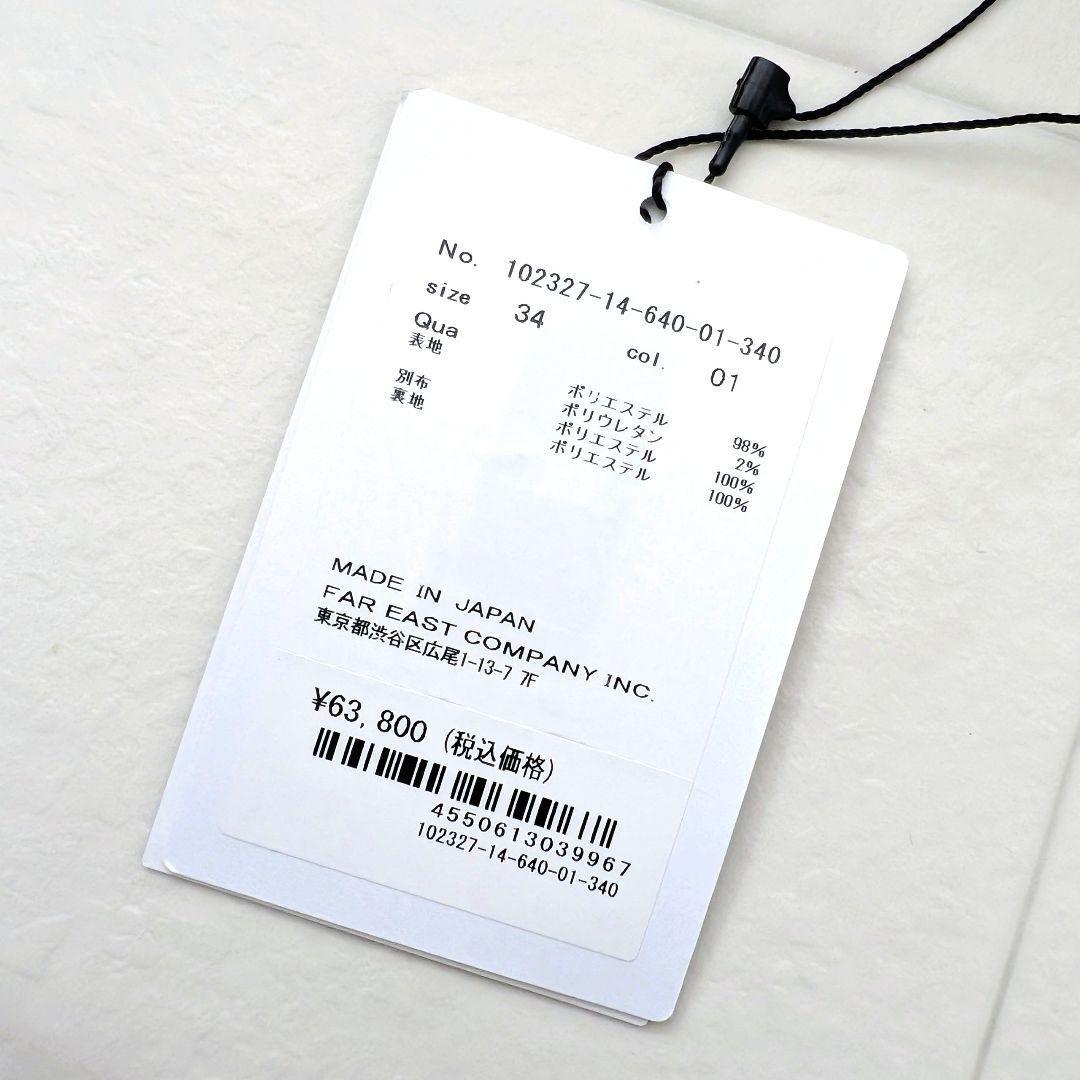 No. 102327-14-640-01-340
size 34 col. 01
Qua
表地 ポリエステル 98%
ポリウレタン 2%
別布 ポリエステル 100%
裏地 ポリエステル 100%
MADE IN JAPAN
FAR EAST COMPANY INC.
東京都渋谷区広尾1-13-7 7F
¥63,800 (税込価格)
4550613039967
102327-14-640-01-340